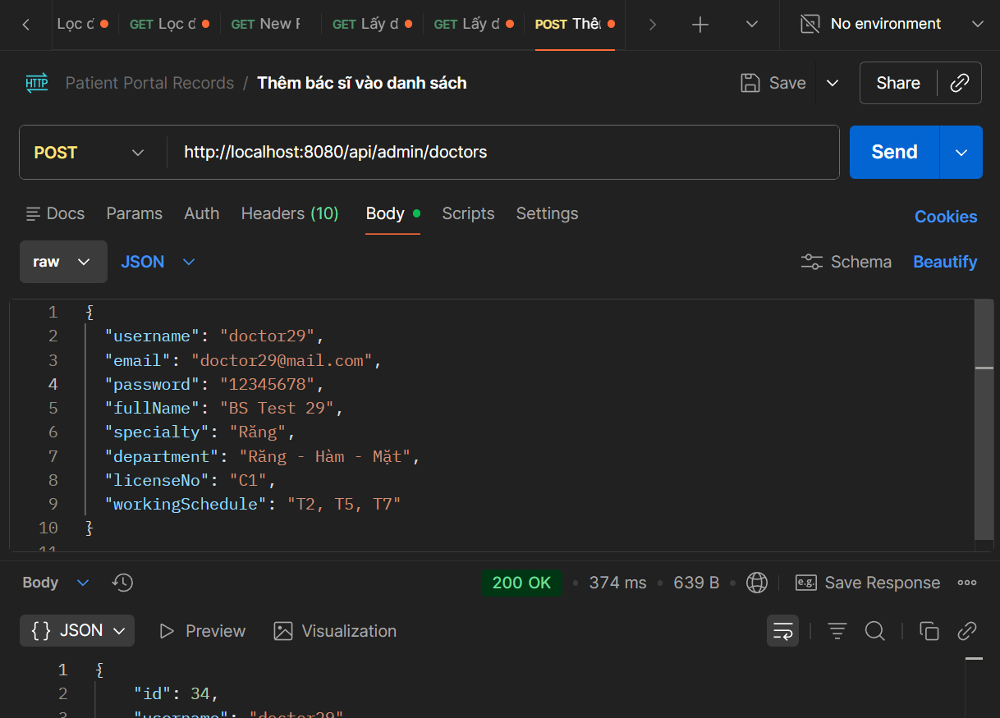 Lọc d GET Lọc d GET New F GET Lấy d GET Lấy d POST Thêi No environment
HTTP Patient Portal Records / Thêm bác sĩ vào danh sách Save Share
POST http://localhost:8080/api/admin/doctors Send
Docs Params Auth Headers (10) Body Scripts Settings Cookies
raw JSON Schema Beautify
1 {
2 "username": "doctor29",
3 "email": "doctor29@mail.com",
4 "password": "12345678",
5 "fullName": "BS Test 29",
6 "specialty": "Răng",
7 "department": "Răng - Hàm - Mặt",
8 "licenseNo": "C1",
9 "workingSchedule": "T2, T5, T7"
10 }
11
Body 200 OK • 374 ms • 639 B • e.g. Save Response
{} JSON Preview Visualization
1 {
2 "id": 34,
3 "username": "doctor29"